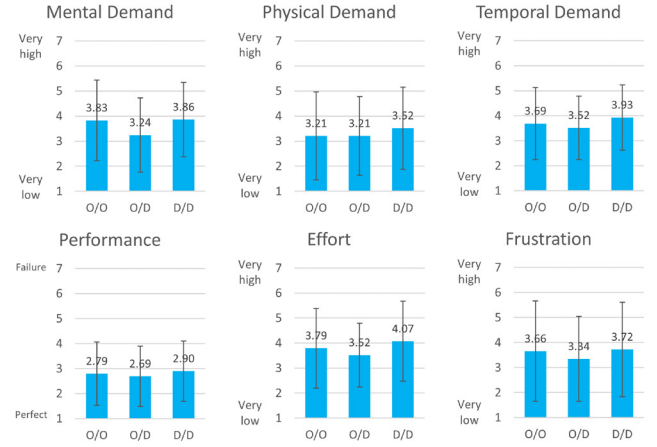 Mental Demand
Very high
7
6
5
4
3
2
1
Very low
3.83
3.24
3.86
O/O
O/D
D/D
Physical Demand
Very high
7
6
5
4
3
2
1
Very low
3.21
3.21
3.52
O/O
O/D
D/D
Temporal Demand
Very high
7
6
5
4
3
2
1
Very low
3.69
3.52
3.93
O/O
O/D
D/D
Performance
Failure
7
6
5
4
3
2
1
Perfect
2.79
2.69
2.90
O/O
O/D
D/D
Effort
Very high
7
6
5
4
3
2
1
Very low
3.79
3.52
4.07
O/O
O/D
D/D
Frustration
Very high
7
6
5
4
3
2
1
Very low
3.66
3.34
3.72
O/O
O/D
D/D